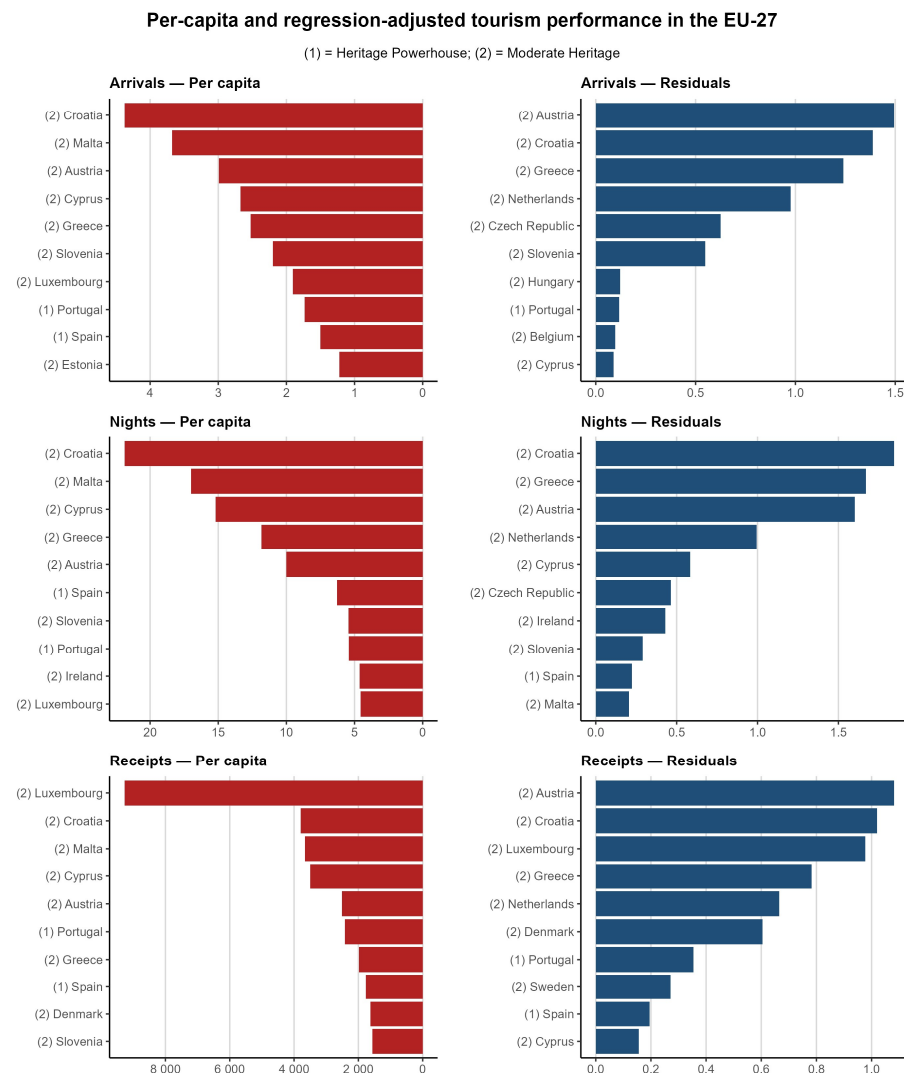 Per-capita and regression-adjusted tourism performance in the EU-27
(1) = Heritage Powerhouse; (2) = Moderate Heritage
Arrivals — Per capita
(2) Croatia
(2) Malta
(2) Austria
(2) Cyprus
(2) Greece
(2) Slovenia
(2) Luxembourg
(1) Portugal
(1) Spain
(2) Estonia
4 3 2 1 0
Arrivals — Residuals
(2) Austria
(2) Croatia
(2) Greece
(2) Netherlands
(2) Czech Republic
(2) Slovenia
(2) Hungary
(1) Portugal
(2) Belgium
(2) Cyprus
0.0 0.5 1.0 1.5
Nights — Per capita
(2) Croatia
(2) Malta
(2) Cyprus
(2) Greece
(2) Austria
(1) Spain
(2) Slovenia
(1) Portugal
(2) Ireland
(2) Luxembourg
20 15 10 5 0
Nights — Residuals
(2) Croatia
(2) Greece
(2) Austria
(2) Netherlands
(2) Cyprus
(2) Czech Republic
(2) Ireland
(2) Slovenia
(1) Spain
(2) Malta
0.0 0.5 1.0 1.5
Receipts — Per capita
(2) Luxembourg
(2) Croatia
(2) Malta
(2) Cyprus
(2) Austria
(1) Portugal
(2) Greece
(1) Spain
(2) Denmark
(2) Slovenia
8 000 6 000 4 000 2 000 0
Receipts — Residuals
(2) Austria
(2) Croatia
(2) Luxembourg
(2) Greece
(2) Netherlands
(2) Denmark
(1) Portugal
(2) Sweden
(1) Spain
(2) Cyprus
0.0 0.2 0.4 0.6 0.8 1.0